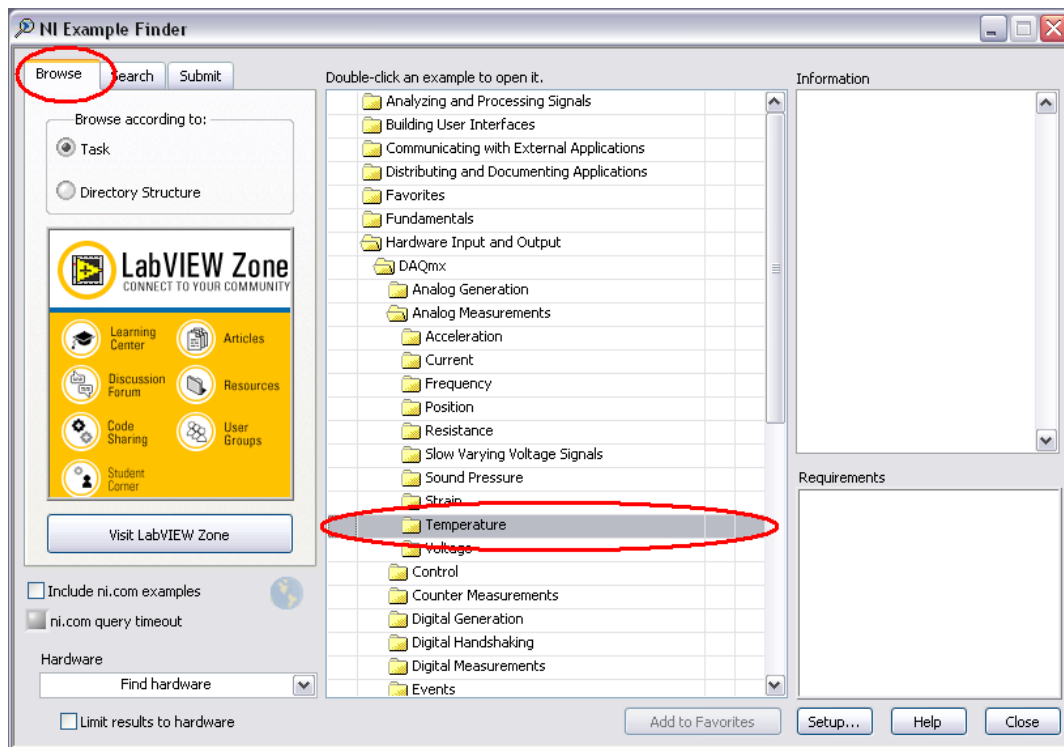 NI Example Finder
Browse
Search
Submit
Browse according to:
Task
Directory Structure
LabVIEW Zone
CONNECT TO YOUR COMMUNITY
Learning Center
Articles
Discussion Forum
Resources
Code Sharing
User Groups
Student Corner
Visit LabVIEW Zone
Include ni.com examples
ni.com query timeout
Hardware
Find hardware
Limit results to hardware
Double-click an example to open it.
Analyzing and Processing Signals
Building User Interfaces
Communicating with External Applications
Distributing and Documenting Applications
Favorites
Fundamentals
Hardware Input and Output
DAQmx
Analog Generation
Analog Measurements
Acceleration
Current
Frequency
Position
Resistance
Slow Varying Voltage Signals
Sound Pressure
Strain
Temperature
Voltage
Control
Counter Measurements
Digital Generation
Digital Handshaking
Digital Measurements
Events
Information
Requirements
Add to Favorites
Setup...
Help
Close